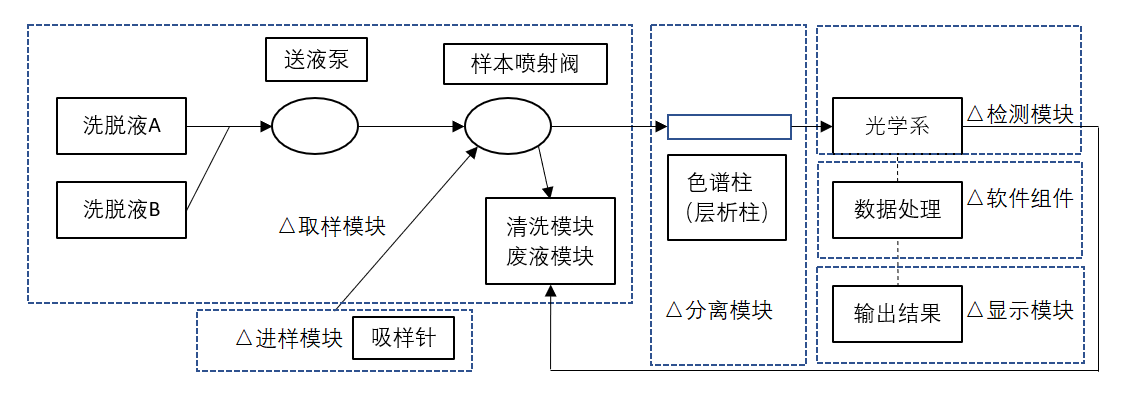 送液泵
样本喷射阀
洗脱液A
洗脱液B
△取样模块
清洗模块
废液模块
△进样模块
吸样针
色谱柱
（层析柱）
△分离模块
光学系
△检测模块
数据处理
△软件组件
输出结果
△显示模块